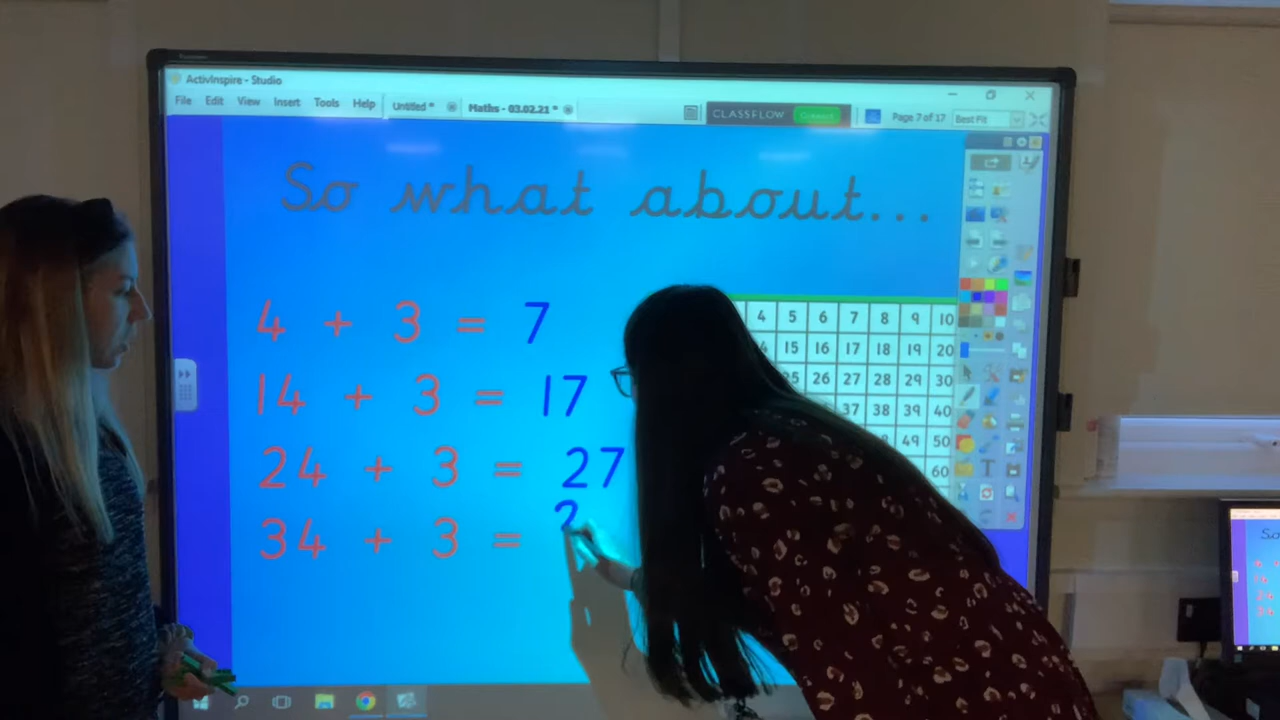 ActivInspire - Studio
File Edit View Insert Tools Help Untitled * Maths - 03.02.21 * CLASSFLOW Connect Page 7 of 17 Best Fit
So what about...
4 + 3 = 7
14 + 3 = 17
24 + 3 = 27
34 + 3 =
4 5 6 7 8 9 10
15 16 17 18 19 20
26 27 28 29 30
37 38 39 40
49 50
60
T